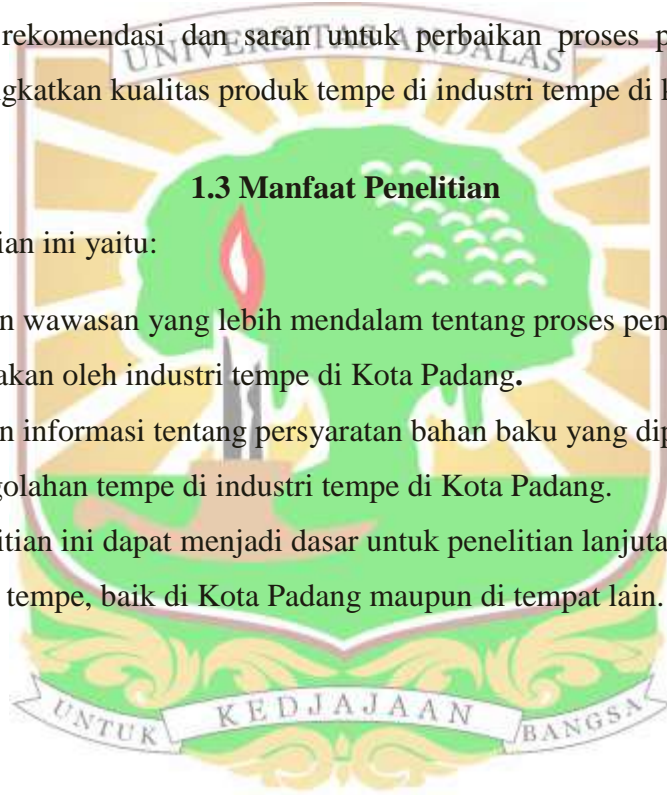 rekomendasi dan saran untuk perbaikan proses p
UNIVERSITAS ANDALAS
ngkatkan kualitas produk tempe di industri tempe di k
1.3 Manfaat Penelitian
ian ini yaitu:
n wawasan yang lebih mendalam tentang proses pen
akan oleh industri tempe di Kota Padang.
n informasi tentang persyaratan bahan baku yang dip
golahan tempe di industri tempe di Kota Padang.
itian ini dapat menjadi dasar untuk penelitian lanjuta
tempe, baik di Kota Padang maupun di tempat lain.
UNTUK KEDJAJAAN BANGSA